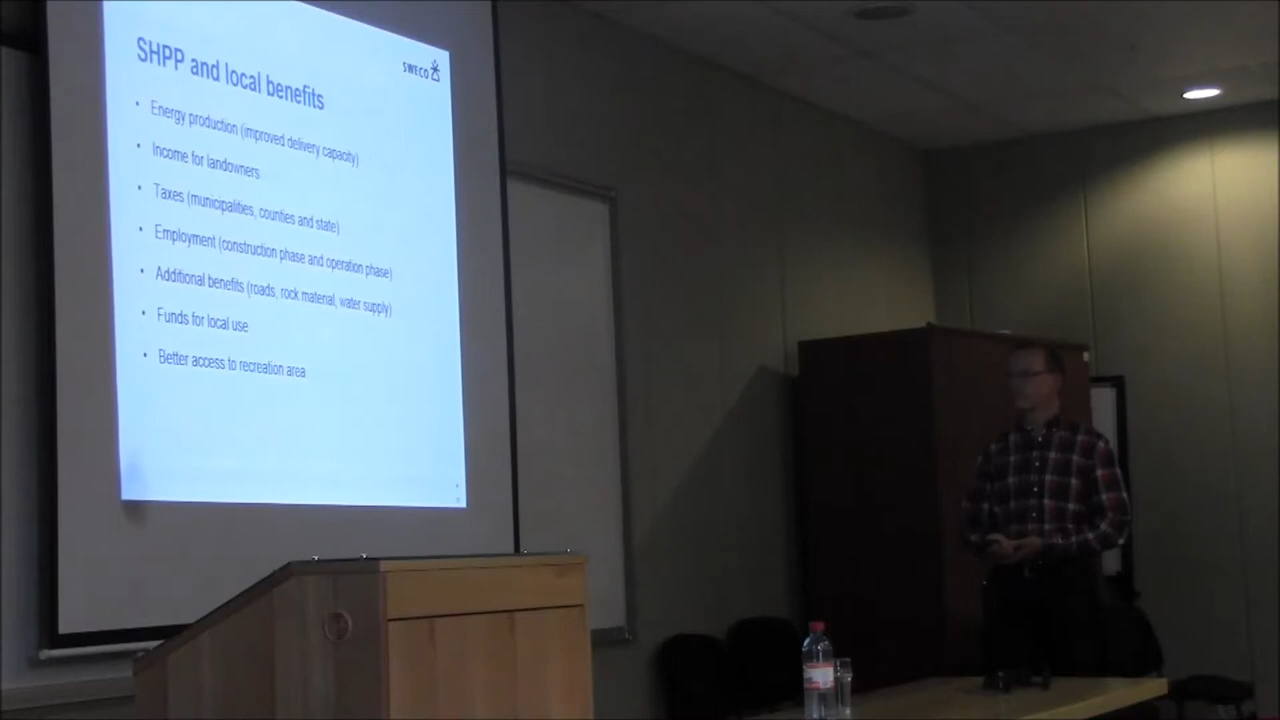 SHPP and local benefits
SWECO
• Energy production (improved delivery capacity)
• Income for landowners
• Taxes (municipalities, counties and state)
• Employment (construction phase and operation phase)
• Additional benefits (roads, rock material, water supply)
• Funds for local use
• Better access to recreation area